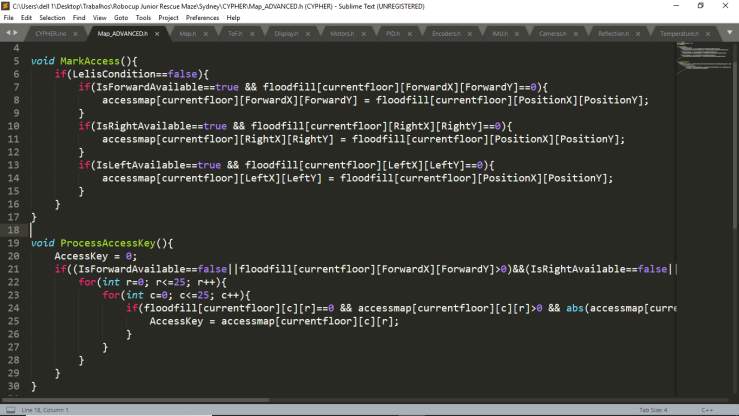 C:\Users\dell 1\Desktop\Trabalhos\Robocup Junior Rescue Maze\Sydney\CYPHER\Map_ADVANCED.h (CYPHER) - Sublime Text (UNREGISTERED)
File Edit Selection Find View Goto Tools Project Preferences Help
CYPHER.ino Map_ADVANCED.h Map.h ToF.h Display.h Motors.h PID.h Encoders.h IMU.h Cameras.h Reflection.h Temperature.h
4
5 void MarkAccess(){
6 if(LelisCondition==false){
7 if(IsForwardAvailable==true && floodfill[currentfloor][ForwardX][ForwardY]==0){
8 accessmap[currentfloor][ForwardX][ForwardY] = floodfill[currentfloor][PositionX][PositionY];
9 }
10 if(IsRightAvailable==true && floodfill[currentfloor][RightX][RightY]==0){
11 accessmap[currentfloor][RightX][RightY] = floodfill[currentfloor][PositionX][PositionY];
12 }
13 if(IsLeftAvailable==true && floodfill[currentfloor][LeftX][LeftY]==0){
14 accessmap[currentfloor][LeftX][LeftY] = floodfill[currentfloor][PositionX][PositionY];
15 }
16 }
17 }
18
19 void ProcessAccessKey(){
20 AccessKey = 0;
21 if((IsForwardAvailable==false||floodfill[currentfloor][ForwardX][ForwardY]>0)&&(IsRightAvailable==false||
22 for(int r=0; r<=25; r++){
23 for(int c=0; c<=25; c++){
24 if(floodfill[currentfloor][c][r]==0 && accessmap[currentfloor][c][r]>0 && abs(accessmap[curre
25 AccessKey = accessmap[currentfloor][c][r];
26 }
27 }
28 }
29 }
30 }
Line 18, Column 1 Tab Size: 4 C++